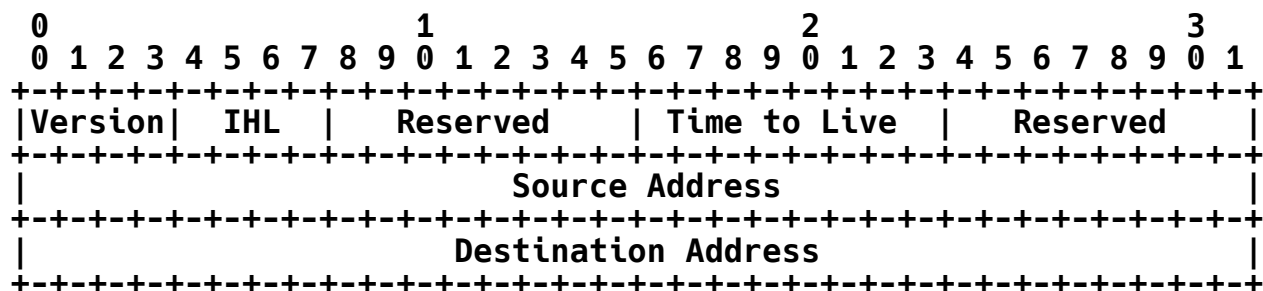 0                   1                   2                   3
 0 1 2 3 4 5 6 7 8 9 0 1 2 3 4 5 6 7 8 9 0 1 2 3 4 5 6 7 8 9 0 1
+-+-+-+-+-+-+-+-+-+-+-+-+-+-+-+-+-+-+-+-+-+-+-+-+-+-+-+-+-+-+-+-+
|Version|  IHL  |   Reserved    | Time to Live  |   Reserved    |
+-+-+-+-+-+-+-+-+-+-+-+-+-+-+-+-+-+-+-+-+-+-+-+-+-+-+-+-+-+-+-+-+
|                         Source Address                        |
+-+-+-+-+-+-+-+-+-+-+-+-+-+-+-+-+-+-+-+-+-+-+-+-+-+-+-+-+-+-+-+-+
|                      Destination Address                      |
+-+-+-+-+-+-+-+-+-+-+-+-+-+-+-+-+-+-+-+-+-+-+-+-+-+-+-+-+-+-+-+-+